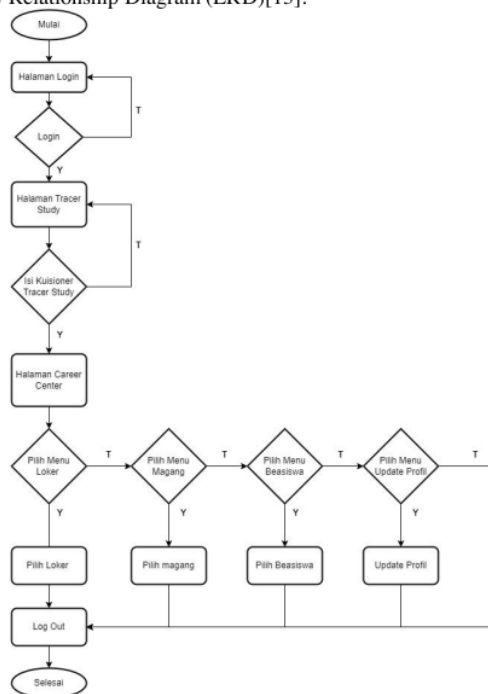 Relationship Diagram (ERD)[15].
Mulai
Halaman Login
T
Login
Y
Halaman Tracer
Study
T
Isi Kuisioner
Tracer Study
Y
Halaman Career
Center
Pilih Menu
Loker
T
Pilih Menu
Magang
T
Pilih Menu
Beasiswa
T
Pilih Menu
Update Profil
T
Y
Y
Y
Y
Pilih Loker
Pilih magang
Pilih Beasiswa
Update Profil
Log Out
Selesai